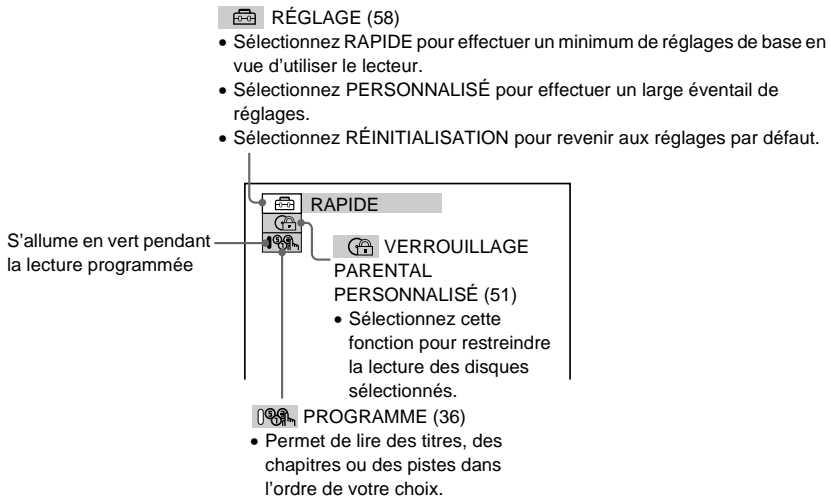 RÉGLAGE (58)
• Sélectionnez RAPIDE pour effectuer un minimum de réglages de base en
vue d'utiliser le lecteur.
• Sélectionnez PERSONNALISÉ pour effectuer un large éventail de
réglages.
• Sélectionnez RÉINITIALISATION pour revenir aux réglages par défaut.
RAPIDE
S'allume en vert pendant
la lecture programmée
VERROUILLAGE
PARENTAL
PERSONNALISÉ (51)
• Sélectionnez cette
fonction pour restreindre
la lecture des disques
sélectionnés.
PROGRAMME (36)
• Permet de lire des titres, des
chapitres ou des pistes dans
l'ordre de votre choix.